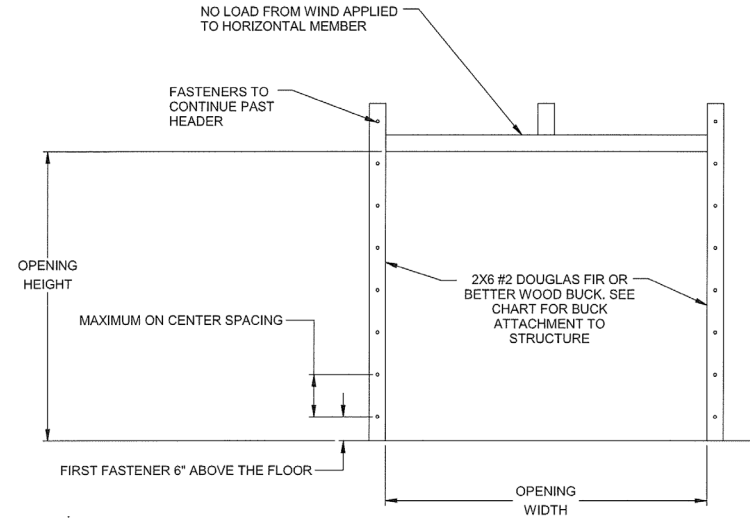 NO LOAD FROM WIND APPLIED
TO HORIZONTAL MEMBER
FASTENERS TO
CONTINUE PAST
HEADER
OPENING
HEIGHT
2X6 #2 DOUGLAS FIR OR
BETTER WOOD BUCK. SEE
CHART FOR BUCK
ATTACHMENT TO
STRUCTURE
MAXIMUM ON CENTER SPACING
FIRST FASTENER 6" ABOVE THE FLOOR
OPENING
WIDTH